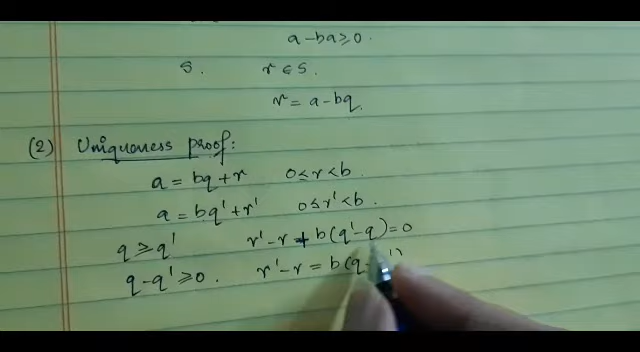 a - ba ≥ 0.
S. r ∈ S.
r = a - bq.
(2) Uniqueness proof:
a = bq + r 0 ≤ r < b
a = bq' + r' 0 ≤ r' < b.
q ≥ q' r' - r + b(q' - q) = 0
q - q' ≥ 0. r' - r = b(q -